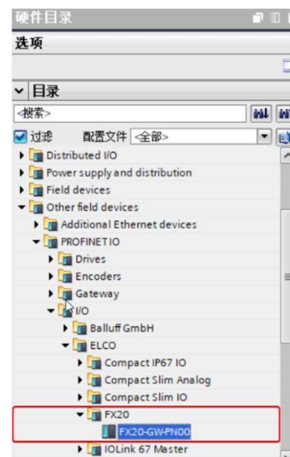 硬件目录
选项
目录
<搜索>
过滤 配置文件 <全部>
Distributed I/O
Power supply and distribution
Field devices
Other field devices
Additional Ethernet devices
PROFINET IO
Drives
Encoders
Gateway
I/O
Balluff GmbH
ELCO
Compact IP67 IO
Compact Slim Analog
Compact Slim IO
FX20
FX20-GW-PN00
IOLink 67 Master